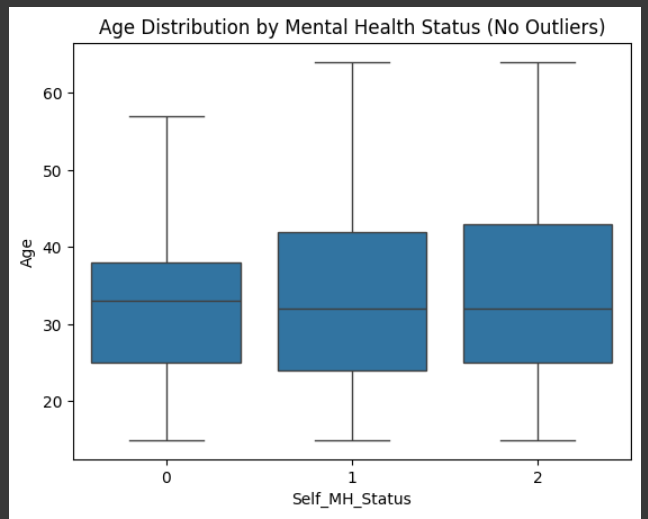 Age Distribution by Mental Health Status (No Outliers)
60
50
40
30
20
Age
0 1 2
Self_MH_Status